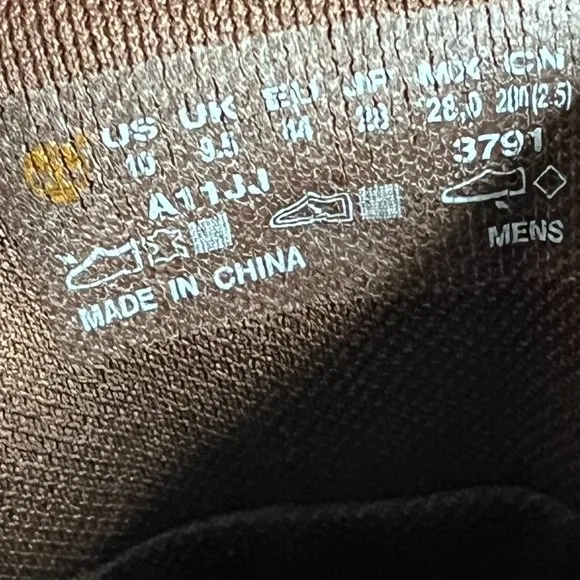 US UK EU JP MX CN
10 9.5 44 28 28,0 280(2.5)
A11JJ 3791
MENS
MADE IN CHINA